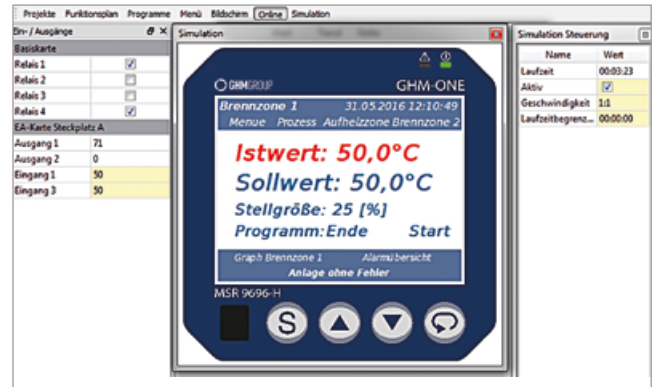 Projekte Funktionsplan Programme Menü Bildschirm Online Simulation
Ein- / Ausgänge
Basiskarte
Relais 1
Relais 2
Relais 3
Relais 4
EA-Karte Steckplatz A
Ausgang 1 71
Ausgang 2 0
Eingang 1 50
Eingang 3 50
Simulation
GHMGROUP GHM-ONE
Brennzone 1 31.05.2016 12:10:49
Menue Prozess Aufheizzone Brennzone 2
Istwert: 50,0°C
Sollwert: 50,0°C
Stellgröße: 25 [%]
Programm:Ende Start
Graph Brennzone 1 Alarmübersicht
Anlage ohne Fehler
MSR 9696-H
S
Simulation Steuerung
Name Wert
Laufzeit 00:03:23
Aktiv
Geschwindigkeit 1:1
Laufzeitbegrenz... 00:00:00